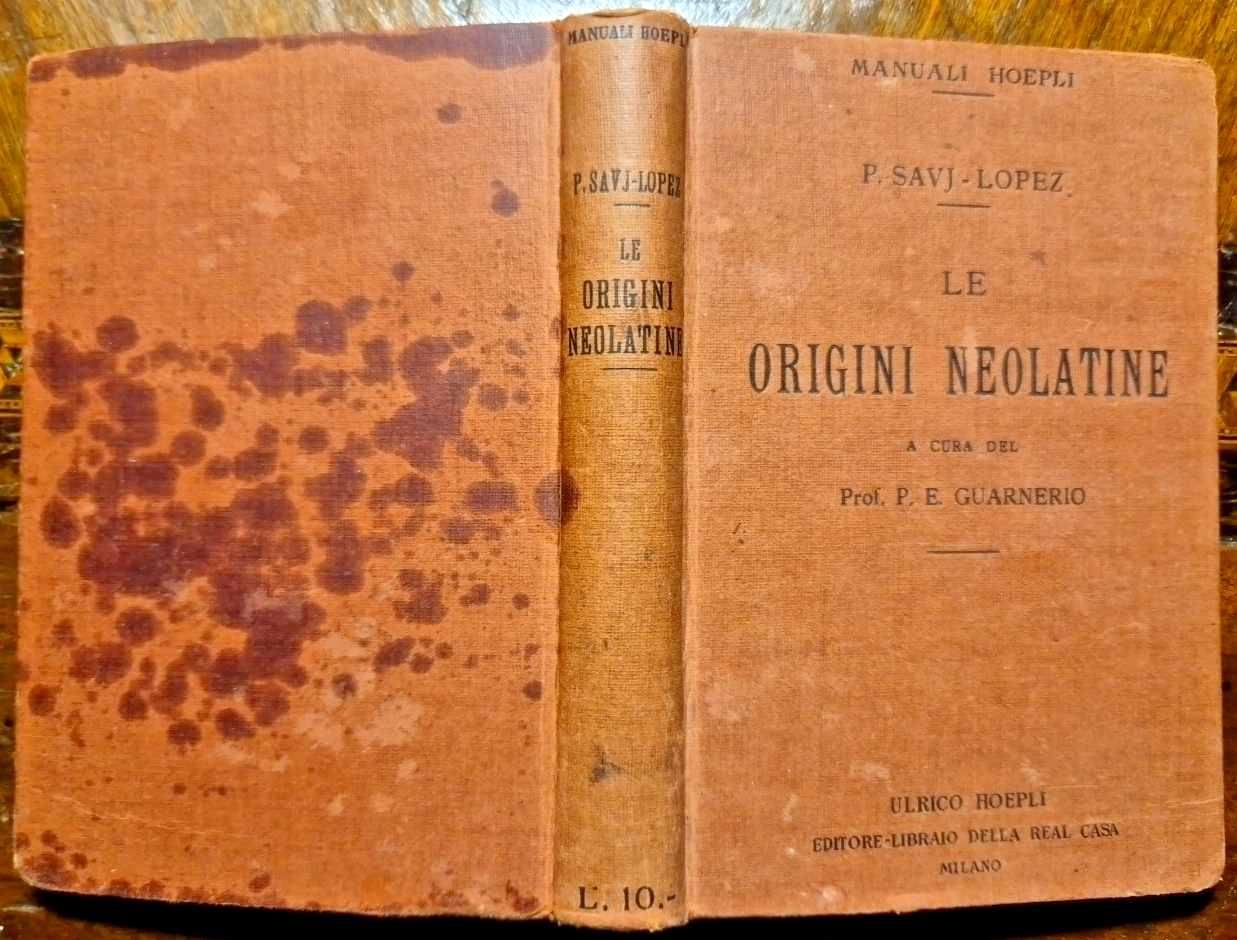 MANUALI HOEPLI
P. SAVJ-LOPEZ
LE
ORIGINI
NEOLATINE
L. 10.-
MANUALI HOEPLI
P. SAVJ-LOPEZ
LE
ORIGINI NEOLATINE
A CURA DEL
Prof. P. E. GUARNERIO
ULRICO HOEPLI
EDITORE-LIBRAIO DELLA REAL CASA
MILANO